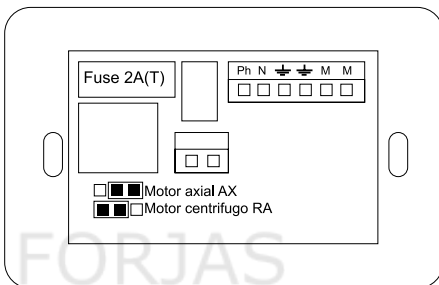 Fuse 2A(T)
Ph N ⏚ ⏚ M M
Motor axial AX
Motor centrifugo RA
FORJAS